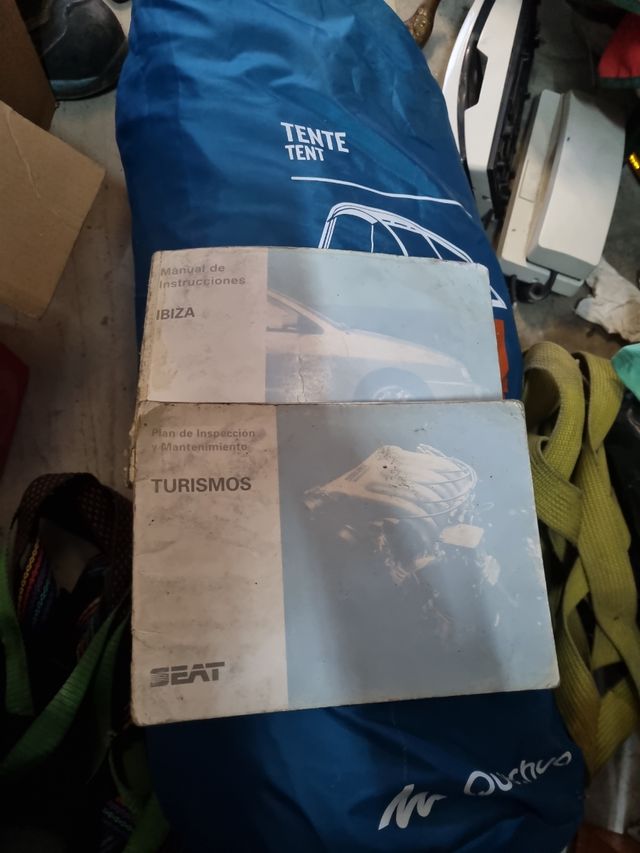 TENTE
TENT
Manual de
Instrucciones
IBIZA
Plan de Inspección
y Mantenimiento
TURISMOS
SEAT
Quechua